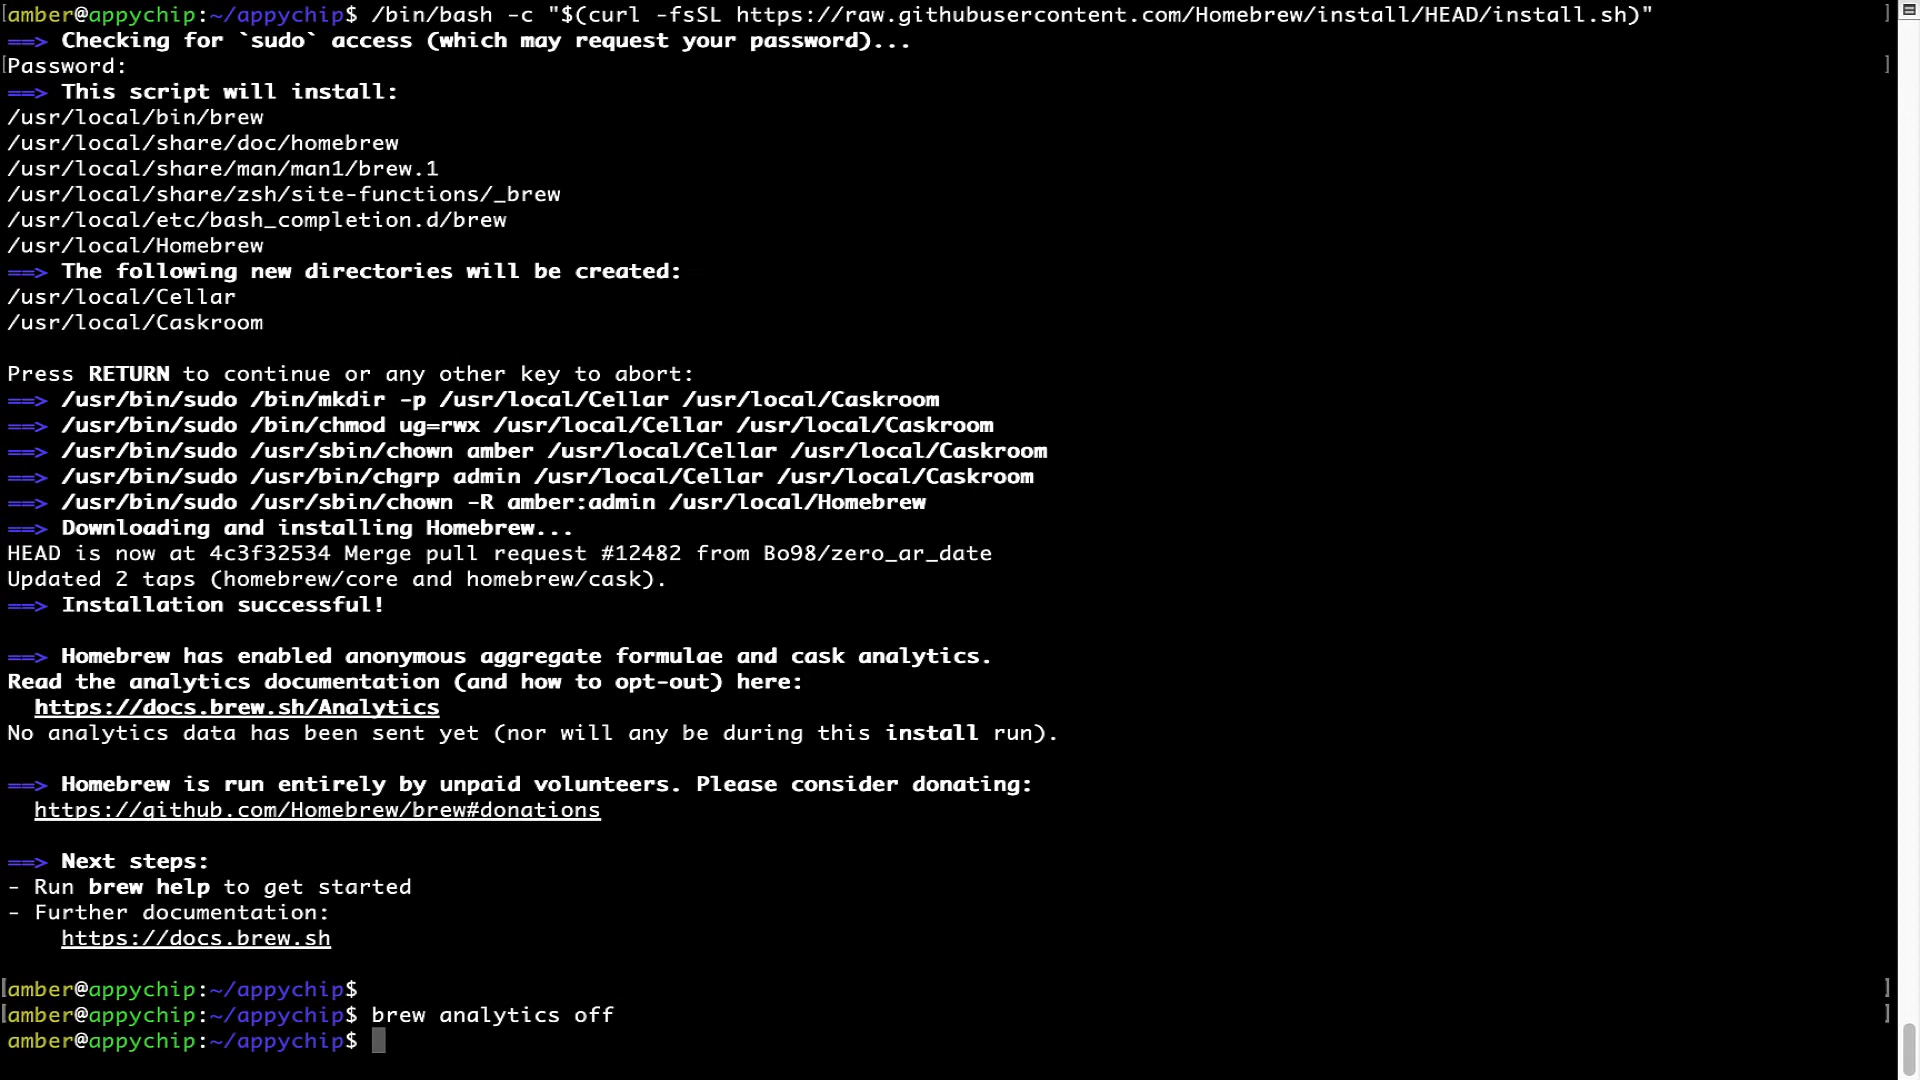 amber@appychip:~/appychip$ /bin/bash -c "$(curl -fsSL https://raw.githubusercontent.com/Homebrew/install/HEAD/install.sh)"
==> Checking for `sudo` access (which may request your password)...
Password:
==> This script will install:
/usr/local/bin/brew
/usr/local/share/doc/homebrew
/usr/local/share/man/man1/brew.1
/usr/local/share/zsh/site-functions/_brew
/usr/local/etc/bash_completion.d/brew
/usr/local/Homebrew
==> The following new directories will be created:
/usr/local/Cellar
/usr/local/Caskroom
Press RETURN to continue or any other key to abort:
==> /usr/bin/sudo /bin/mkdir -p /usr/local/Cellar /usr/local/Caskroom
==> /usr/bin/sudo /bin/chmod ug=rwx /usr/local/Cellar /usr/local/Caskroom
==> /usr/bin/sudo /usr/sbin/chown amber /usr/local/Cellar /usr/local/Caskroom
==> /usr/bin/sudo /usr/bin/chgrp admin /usr/local/Cellar /usr/local/Caskroom
==> /usr/bin/sudo /usr/sbin/chown -R amber:admin /usr/local/Homebrew
==> Downloading and installing Homebrew...
HEAD is now at 4c3f32534 Merge pull request #12482 from Bo98/zero_ar_date
Updated 2 taps (homebrew/core and homebrew/cask).
==> Installation successful!
==> Homebrew has enabled anonymous aggregate formulae and cask analytics.
Read the analytics documentation (and how to opt-out) here:
https://docs.brew.sh/Analytics
No analytics data has been sent yet (nor will any be during this install run).
==> Homebrew is run entirely by unpaid volunteers. Please consider donating:
https://github.com/Homebrew/brew#donations
==> Next steps:
- Run brew help to get started
- Further documentation:
https://docs.brew.sh
amber@appychip:~/appychip$
amber@appychip:~/appychip$ brew analytics off
amber@appychip:~/appychip$